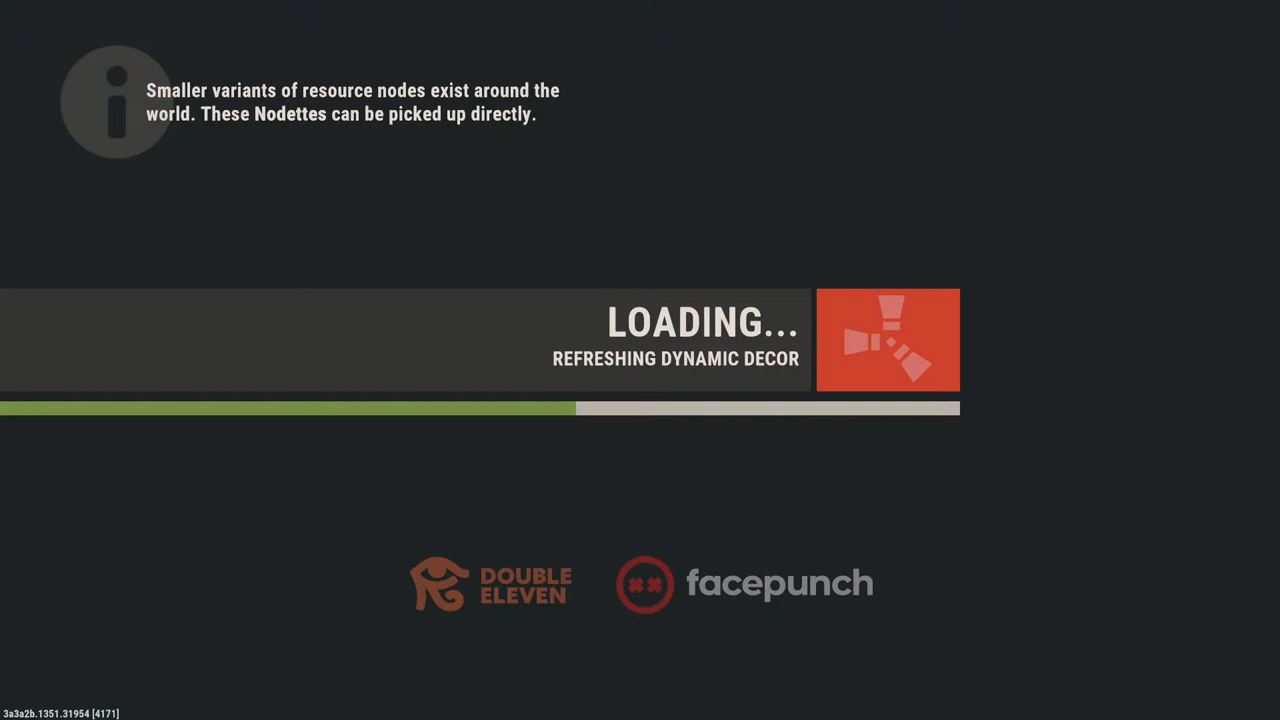 Smaller variants of resource nodes exist around the
world. These Nodettes can be picked up directly.
LOADING...
REFRESHING DYNAMIC DECOR
DOUBLE
ELEVEN
facepunch
3a3a2b.1351.31954 [4171]